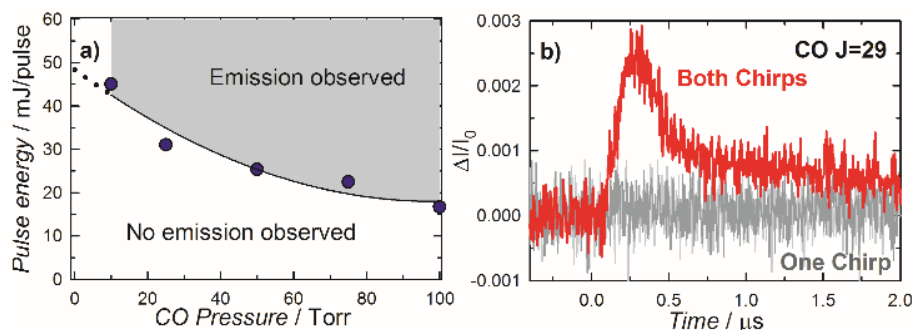 a)
Emission observed
No emission observed
Pulse energy / mJ/pulse
60
50
40
30
20
10
0
0 20 40 60 80 100
CO Pressure / Torr
b)
CO J=29
Both Chirps
One Chirp
ΔI/I₀
0.003
0.002
0.001
0.000
-0.001
0.0 0.5 1.0 1.5 2.0
Time / μs